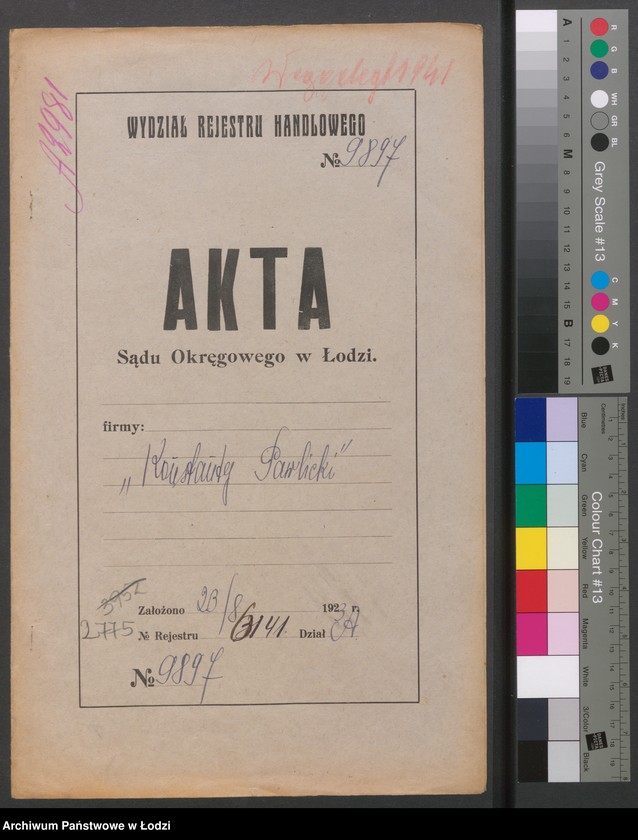 1941
WYDZIAŁ REJESTRU HANDLOWEGO
№ 9897
AKTA
Sądu Okręgowego w Łodzi.
firmy:
„Konstanty Pawlicki”
3952
2775
Założono 23/8 192 r.
№ Rejestru 3141 Dział A
№ 9897
A 1 2 3 4 5 6 M 8 9 10 11 12 13 14 15 B 17 18 19
R G B WH GR BL
Grey Scale #13
C M Y K
Blue Cyan Green Yellow Red Magenta White 3/Color Black
Colour Chart #13
Centimetres Inches
Archiwum Państwowe w Łodzi